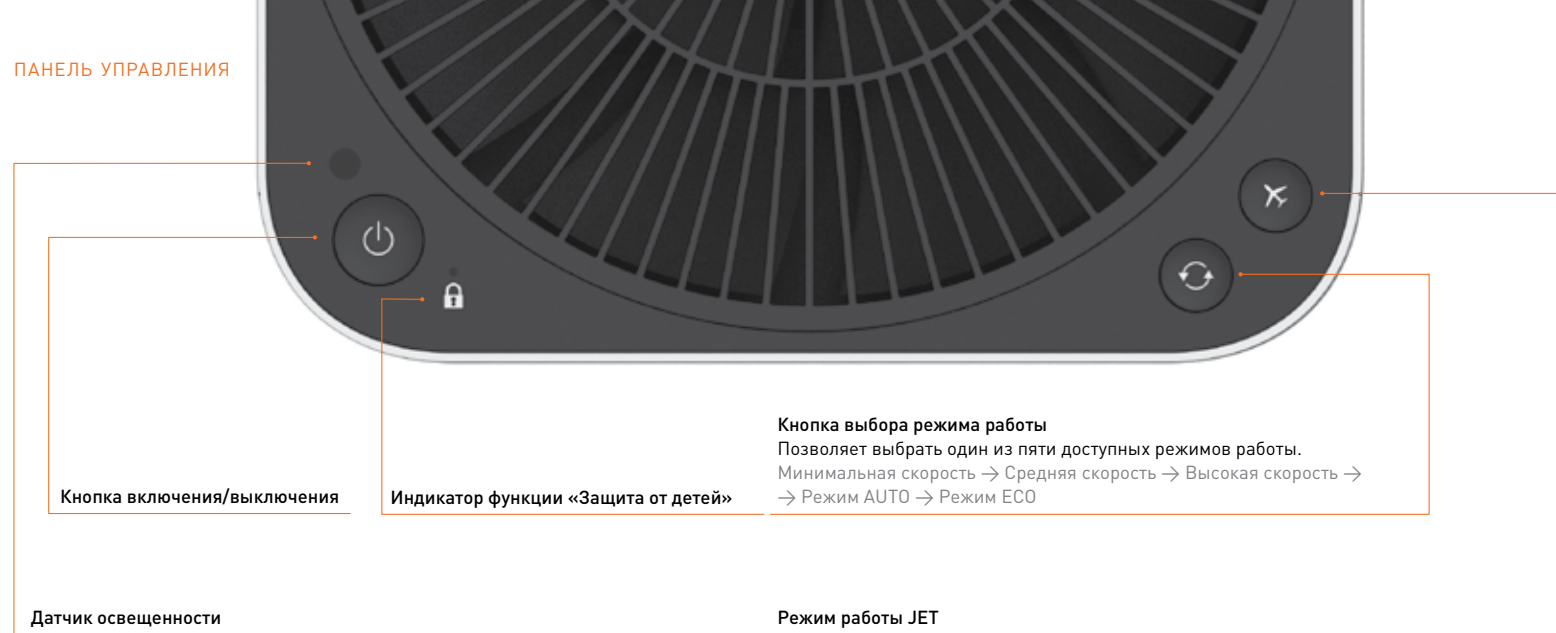 ПАНЕЛЬ УПРАВЛЕНИЯ
Кнопка включения/выключения
Индикатор функции «Защита от детей»
Кнопка выбора режима работы
Позволяет выбрать один из пяти доступных режимов работы.
Минимальная скорость → Средняя скорость → Высокая скорость →
→ Режим AUTO → Режим ECO
Датчик освещенности
Режим работы JET